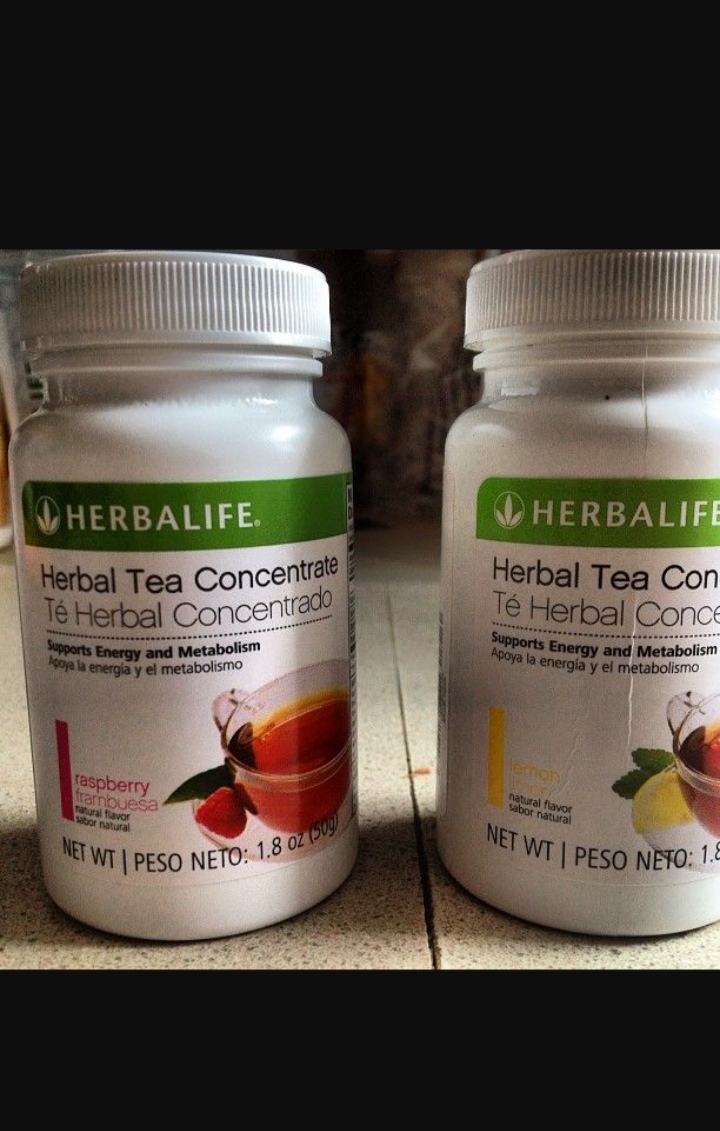 HERBALIFE®
Herbal Tea Concentrate
Té Herbal Concentrado
Supports Energy and Metabolism
Apoya la energía y el metabolismo
raspberry
frambuesa
natural flavor
sabor natural
NET WT | PESO NETO: 1.8 oz (50g)
HERBALIFE
Herbal Tea Con
Té Herbal Conce
Supports Energy and Metabolism
Apoya la energía y el metabolismo
lemon
natural flavor
sabor natural
NET WT | PESO NETO: 1.8